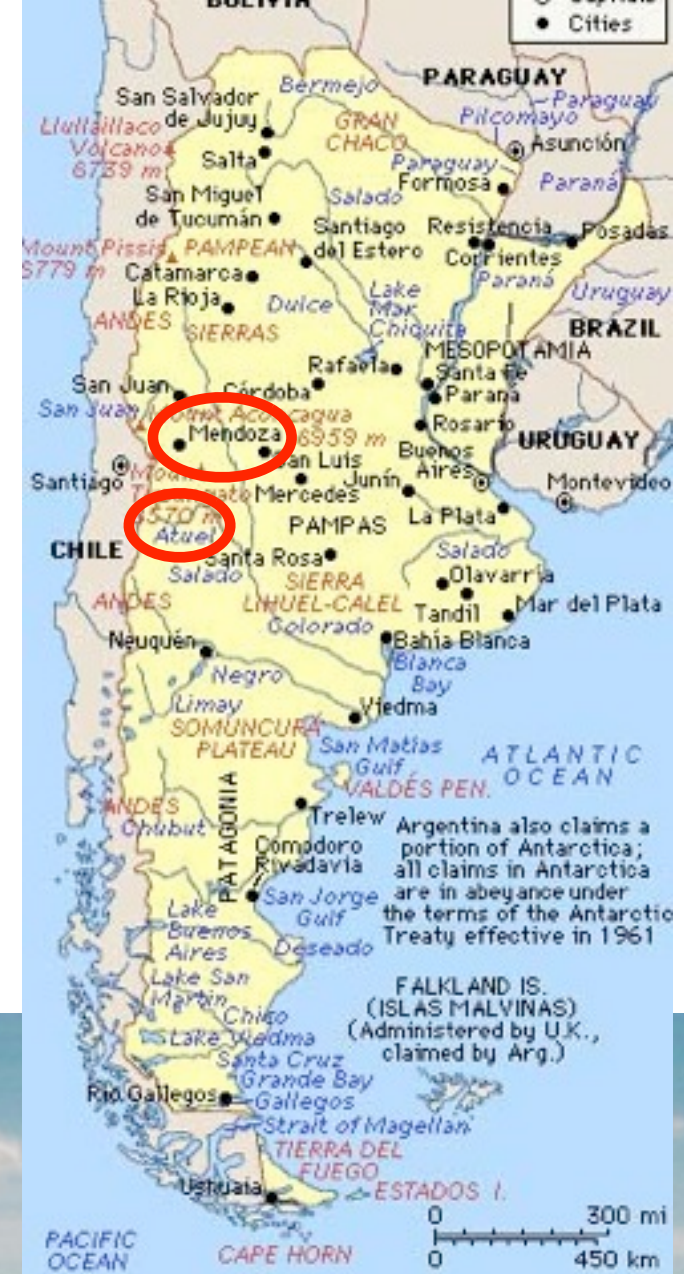 BOLIVIA
Cities
PARAGUAY
Bermejo
San Salvador
de Jujuy
Paraguay
Pilcomayo
Llullaillaco
Volcano
6739 m
GRAN
CHACO
Asunción
Salta
Paraguay
Formosa
Paraná
San Miguel
de Tucumán
Salado
Santiago
del Estero
Resistencia
Posadas
Corrientes
Mount Pissis
6779 m
PAMPEAN
Catamarca
Paraná
La Rioja
Dulce
Lake
Mar
Chiquita
Uruguay
ANDES
SIERRAS
BRAZIL
MESOPOTAMIA
Rafaela
Santa Fe
San Juan
Córdoba
Paraná
San Juan
Mount Aconcagua
6959 m
Mendoza
Rosario
URUGUAY
San Luis
Buenos
Aires
Santiago
Junín
Montevideo
Mercedes
La Plata
PAMPAS
Atuel
CHILE
Santa Rosa
Salado
Salado
SIERRA
LIHUEL-CALEL
Olavarría
ANDES
Tandil
Mar del Plata
Colorado
Neuquén
Bahía Blanca
Blanca
Bay
Negro
Limay
Viedma
SOMUNCURA
PLATEAU
San Matías
Gulf
ATLANTIC
OCEAN
VALDÉS PEN.
ANDES
PATAGONIA
Trelew
Chubut
Argentina also claims a
portion of Antarctica;
all claims in Antarctica
are in abeyance under
the terms of the Antarctic
Treaty effective in 1961
Comodoro
Rivadavia
San Jorge
Gulf
Lake
Buenos
Aires
Deseado
Lake San
Martín
FALKLAND IS.
(ISLAS MALVINAS)
(Administered by U.K.,
claimed by Arg.)
Chico
Lake Viedma
Santa Cruz
Grande Bay
Río Gallegos
Gallegos
Strait of Magellan
TIERRA DEL
FUEGO
Ushuaia
ESTADOS I.
PACIFIC
OCEAN
CAPE HORN
0 300 mi
0 450 km